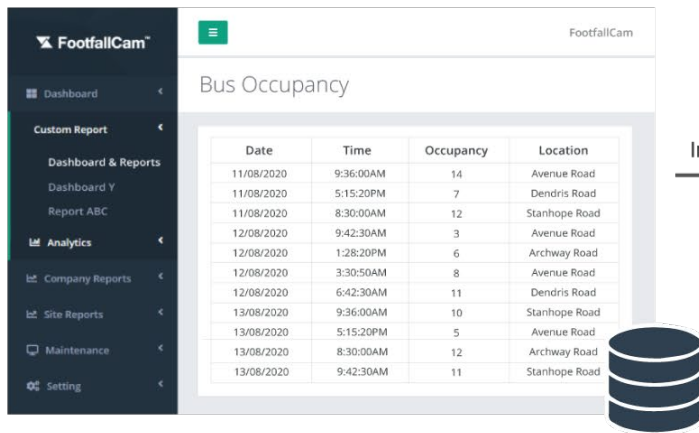 FootfallCam™
FootfallCam
Dashboard
Custom Report
Dashboard & Reports
Dashboard Y
Report ABC
Analytics
Company Reports
Site Reports
Maintenance
Setting
Bus Occupancy
Date Time Occupancy Location
11/08/2020 9:36:00AM 14 Avenue Road
11/08/2020 5:15:20PM 7 Dendris Road
11/08/2020 8:30:00AM 12 Stanhope Road
12/08/2020 9:42:30AM 3 Avenue Road
12/08/2020 1:28:20PM 6 Archway Road
12/08/2020 3:30:50AM 8 Avenue Road
12/08/2020 6:42:30AM 11 Dendris Road
13/08/2020 9:36:00AM 10 Stanhope Road
13/08/2020 5:15:20PM 5 Avenue Road
13/08/2020 8:30:00AM 12 Archway Road
13/08/2020 9:42:30AM 11 Stanhope Road